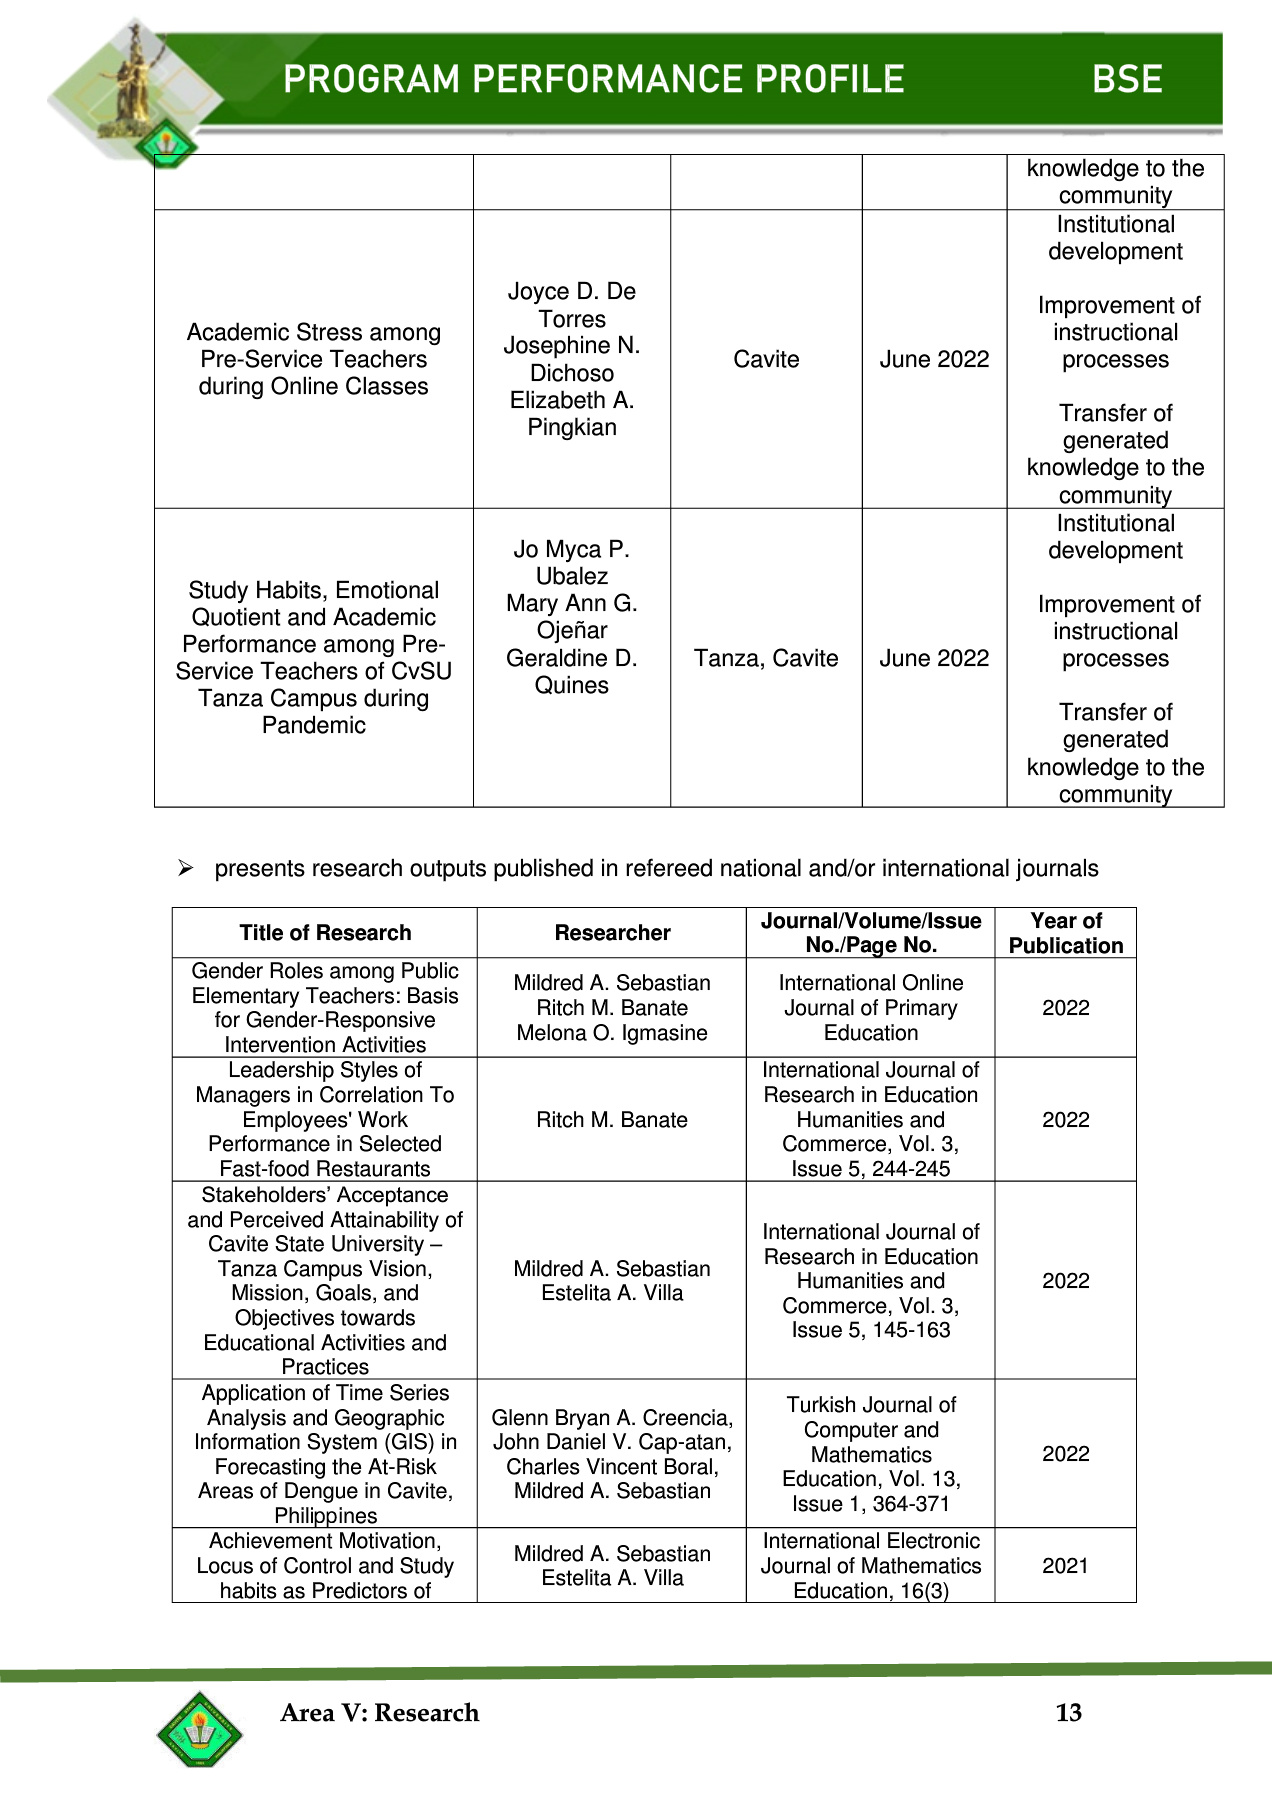 PROGRAM PERFORMANCE PROFILE BSE
knowledge to the
community
Academic Stress among
Pre-Service Teachers
during Online Classes
Joyce D. De
Torres
Josephine N.
Dichoso
Elizabeth A.
Pingkian
Cavite
June 2022
Institutional
development
Improvement of
instructional
processes
Transfer of
generated
knowledge to the
community
Study Habits, Emotional
Quotient and Academic
Performance among Pre-
Service Teachers of CvSU
Tanza Campus during
Pandemic
Jo Myca P.
Ubalez
Mary Ann G.
Ojeñar
Geraldine D.
Quines
Tanza, Cavite
June 2022
Institutional
development
Improvement of
instructional
processes
Transfer of
generated
knowledge to the
community
➢ presents research outputs published in refereed national and/or international journals
Title of Research
Researcher
Journal/Volume/Issue
No./Page No.
Year of
Publication
Gender Roles among Public
Elementary Teachers: Basis
for Gender-Responsive
Intervention Activities
Mildred A. Sebastian
Ritch M. Banate
Melona O. Igmasine
International Online
Journal of Primary
Education
2022
Leadership Styles of
Managers in Correlation To
Employees' Work
Performance in Selected
Fast-food Restaurants
Ritch M. Banate
International Journal of
Research in Education
Humanities and
Commerce, Vol. 3,
Issue 5, 244-245
2022
Stakeholders’ Acceptance
and Perceived Attainability of
Cavite State University –
Tanza Campus Vision,
Mission, Goals, and
Objectives towards
Educational Activities and
Practices
Mildred A. Sebastian
Estelita A. Villa
International Journal of
Research in Education
Humanities and
Commerce, Vol. 3,
Issue 5, 145-163
2022
Application of Time Series
Analysis and Geographic
Information System (GIS) in
Forecasting the At-Risk
Areas of Dengue in Cavite,
Philippines
Glenn Bryan A. Creencia,
John Daniel V. Cap-atan,
Charles Vincent Boral,
Mildred A. Sebastian
Turkish Journal of
Computer and
Mathematics
Education, Vol. 13,
Issue 1, 364-371
2022
Achievement Motivation,
Locus of Control and Study
habits as Predictors of
Mildred A. Sebastian
Estelita A. Villa
International Electronic
Journal of Mathematics
Education, 16(3)
2021
Area V: Research 13